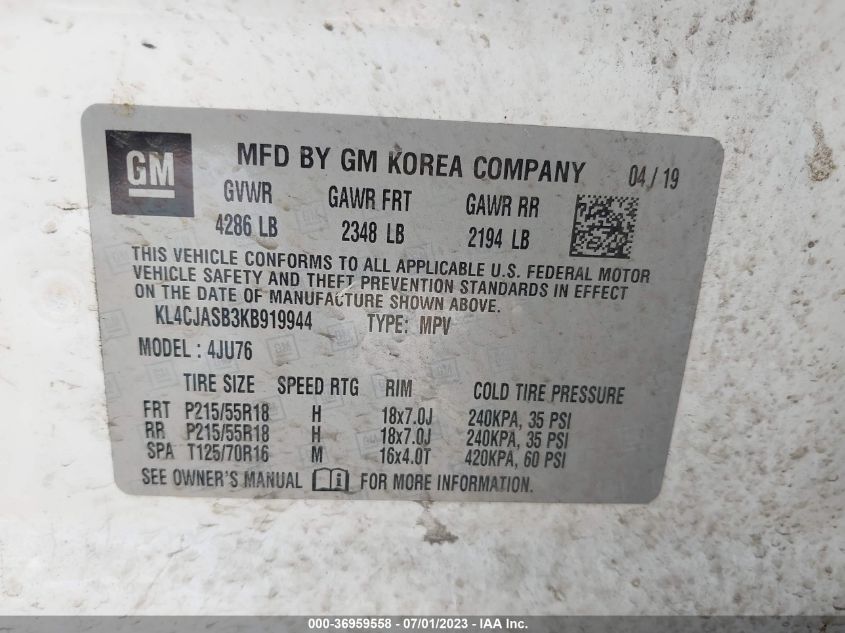 GM
MFD BY GM KOREA COMPANY 04/19
GVWR GAWR FRT GAWR RR
4286 LB 2348 LB 2194 LB
THIS VEHICLE CONFORMS TO ALL APPLICABLE U.S. FEDERAL MOTOR
VEHICLE SAFETY AND THEFT PREVENTION STANDARDS IN EFFECT
ON THE DATE OF MANUFACTURE SHOWN ABOVE.
KL4CJASB3KB919944 TYPE: MPV
MODEL: 4JU76
TIRE SIZE SPEED RTG RIM COLD TIRE PRESSURE
FRT P215/55R18 H 18x7.0J 240KPA, 35 PSI
RR P215/55R18 H 18x7.0J 240KPA, 35 PSI
SPA T125/70R16 M 16x4.0T 420KPA, 60 PSI
SEE OWNER'S MANUAL FOR MORE INFORMATION.
000-36959558 - 07/01/2023 - IAA Inc.